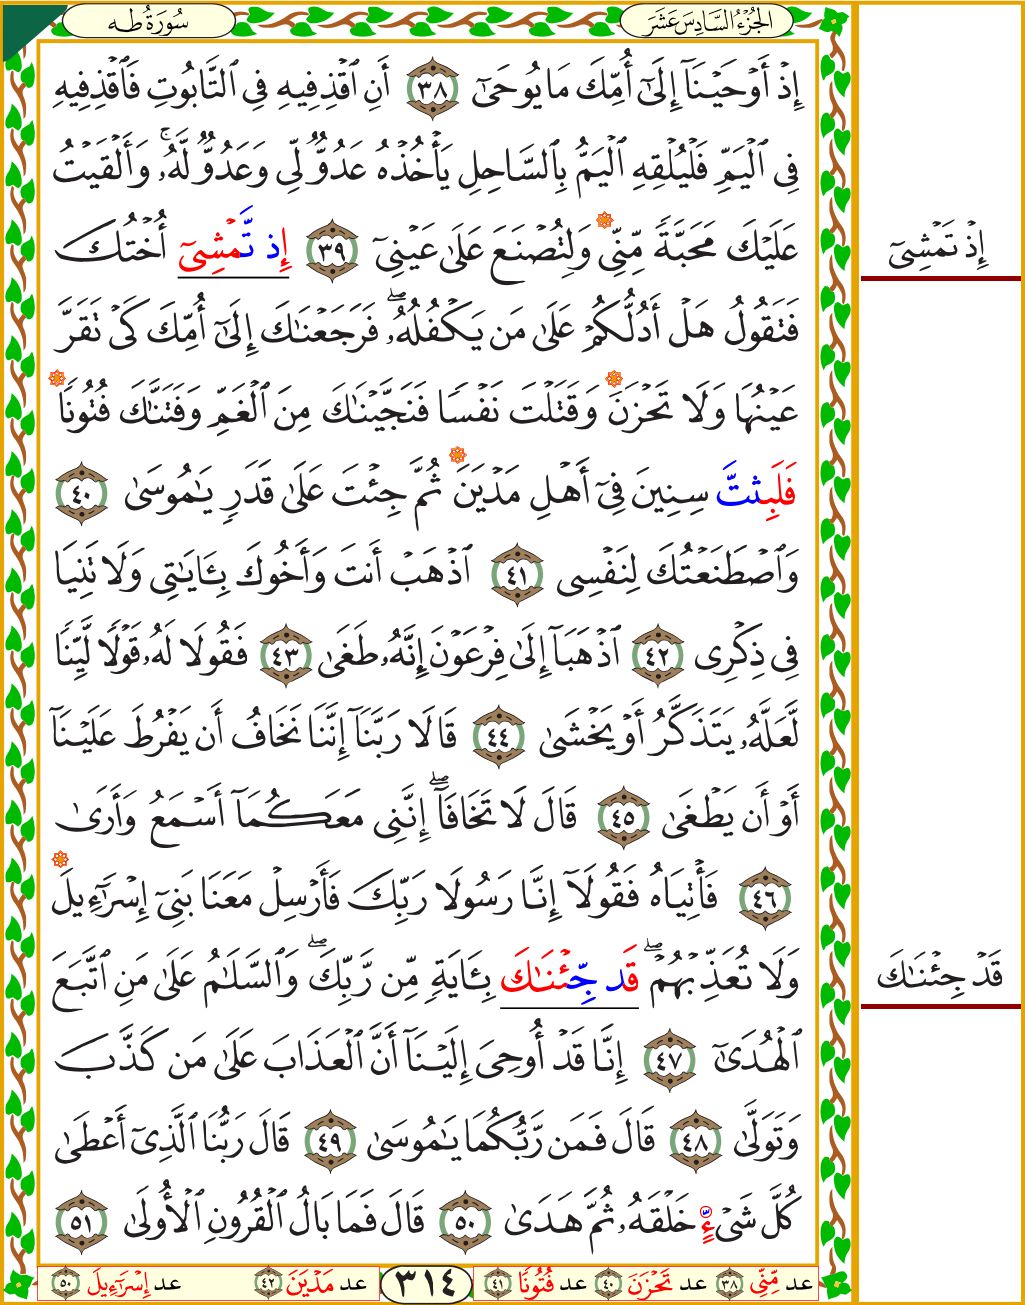 الجُزْءُ السَّادِسَ عَشَرَ
سُورَةُ طه
إِذْ أَوْحَيْنَآ إِلَىٰٓ أُمِّكَ مَا يُوحَىٰٓ ٣٨ أَنِ ٱقْذِفِيهِ فِى ٱلتَّابُوتِ فَٱقْذِفِيهِ
فِى ٱلْيَمِّ فَلْيُلْقِهِ ٱلْيَمُّ بِٱلسَّاحِلِ يَأْخُذْهُ عَدُوٌّ لِّى وَعَدُوٌّ لَّهُۥ ۚ وَأَلْقَيْتُ
عَلَيْكَ مَحَبَّةً مِّنِّى وَلِتُصْنَعَ عَلَىٰ عَيْنِىٓ ٣٩ إِذ تَّمْشِىٓ أُخْتُكَ
فَتَقُولُ هَلْ أَدُلُّكُمْ عَلَىٰ مَن يَكْفُلُهُۥ ۖ فَرَجَعْنَـٰكَ إِلَىٰٓ أُمِّكَ كَىْ تَقَرَّ
عَيْنُهَا وَلَا تَحْزَنَ وَقَتَلْتَ نَفْسًا فَنَجَّيْنَـٰكَ مِنَ ٱلْغَمِّ وَفَتَنَّـٰكَ فُتُونًا
فَلَبِثتَّ سِنِينَ فِىٓ أَهْلِ مَدْيَنَ ثُمَّ جِئْتَ عَلَىٰ قَدَرٍ يَـٰمُوسَىٰ ٤٠
وَٱصْطَنَعْتُكَ لِنَفْسِى ٤١ ٱذْهَبْ أَنتَ وَأَخُوكَ بِـَٔايَـٰتِى وَلَا تَنِيَا
فِى ذِكْرِى ٤٢ ٱذْهَبَآ إِلَىٰ فِرْعَوْنَ إِنَّهُۥ طَغَىٰ ٤٣ فَقُولَا لَهُۥ قَوْلًا لَّيِّنًا
لَّعَلَّهُۥ يَتَذَكَّرُ أَوْ يَخْشَىٰ ٤٤ قَالَا رَبَّنَآ إِنَّنَا نَخَافُ أَن يَفْرُطَ عَلَيْنَآ
أَوْ أَن يَطْغَىٰ ٤٥ قَالَ لَا تَخَافَآ ۖ إِنَّنِى مَعَكُمَآ أَسْمَعُ وَأَرَىٰ
٤٦ فَأْتِيَاهُ فَقُولَآ إِنَّا رَسُولَا رَبِّكَ فَأَرْسِلْ مَعَنَا بَنِىٓ إِسْرَٰٓءِيلَ
وَلَا تُعَذِّبْهُمْ ۖ قَد جِّئْنَـٰكَ بِـَٔايَةٍ مِّن رَّبِّكَ ۖ وَٱلسَّلَـٰمُ عَلَىٰ مَنِ ٱتَّبَعَ
ٱلْهُدَىٰٓ ٤٧ إِنَّا قَدْ أُوحِىَ إِلَيْنَآ أَنَّ ٱلْعَذَابَ عَلَىٰ مَن كَذَّبَ
وَتَوَلَّىٰ ٤٨ قَالَ فَمَن رَّبُّكُمَا يَـٰمُوسَىٰ ٤٩ قَالَ رَبُّنَا ٱلَّذِىٓ أَعْطَىٰ
كُلَّ شَىْءٍ خَلْقَهُۥ ثُمَّ هَدَىٰ ٥٠ قَالَ فَمَا بَالُ ٱلْقُرُونِ ٱلْأُولَىٰ ٥١
إِذْ تَمْشِىٓ
قَدْ جِئْنَـٰكَ
عد مِّنِّى ٣٨ عد تَحْزَنَ ٤٠ عد فُتُونًا ٤١ ٣١٤ عد مَدْيَنَ ٤٢ عد إِسْرَٰٓءِيلَ ٥٠